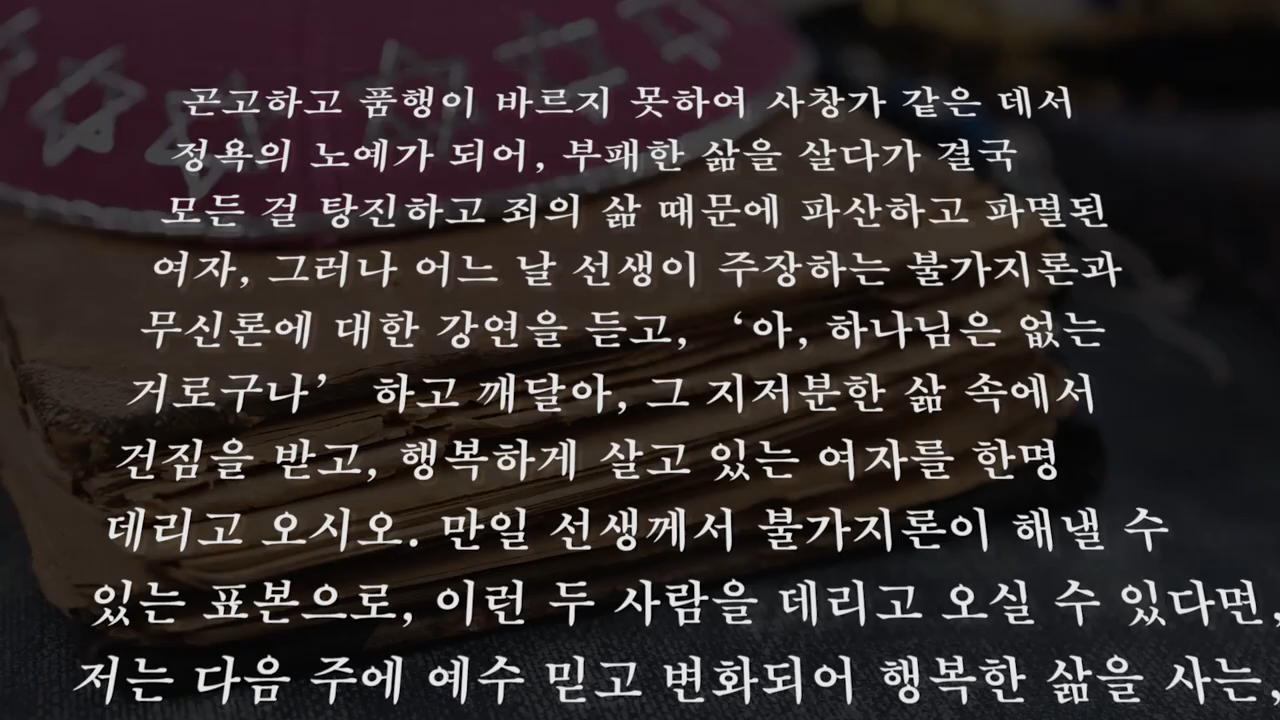 곤고하고 품행이 바르지 못하여 사창가 같은 데서
정욕의 노예가 되어, 부패한 삶을 살다가 결국
모든 걸 탕진하고 죄의 삶 때문에 파산하고 파멸된
여자, 그러나 어느 날 선생이 주장하는 불가지론과
무신론에 대한 강연을 듣고, ‘아, 하나님은 없는
거로구나’ 하고 깨달아, 그 지저분한 삶 속에서
건짐을 받고, 행복하게 살고 있는 여자를 한명
데리고 오시오. 만일 선생께서 불가지론이 해낼 수
있는 표본으로, 이런 두 사람을 데리고 오실 수 있다면,
저는 다음 주에 예수 믿고 변화되어 행복한 삶을 사는,